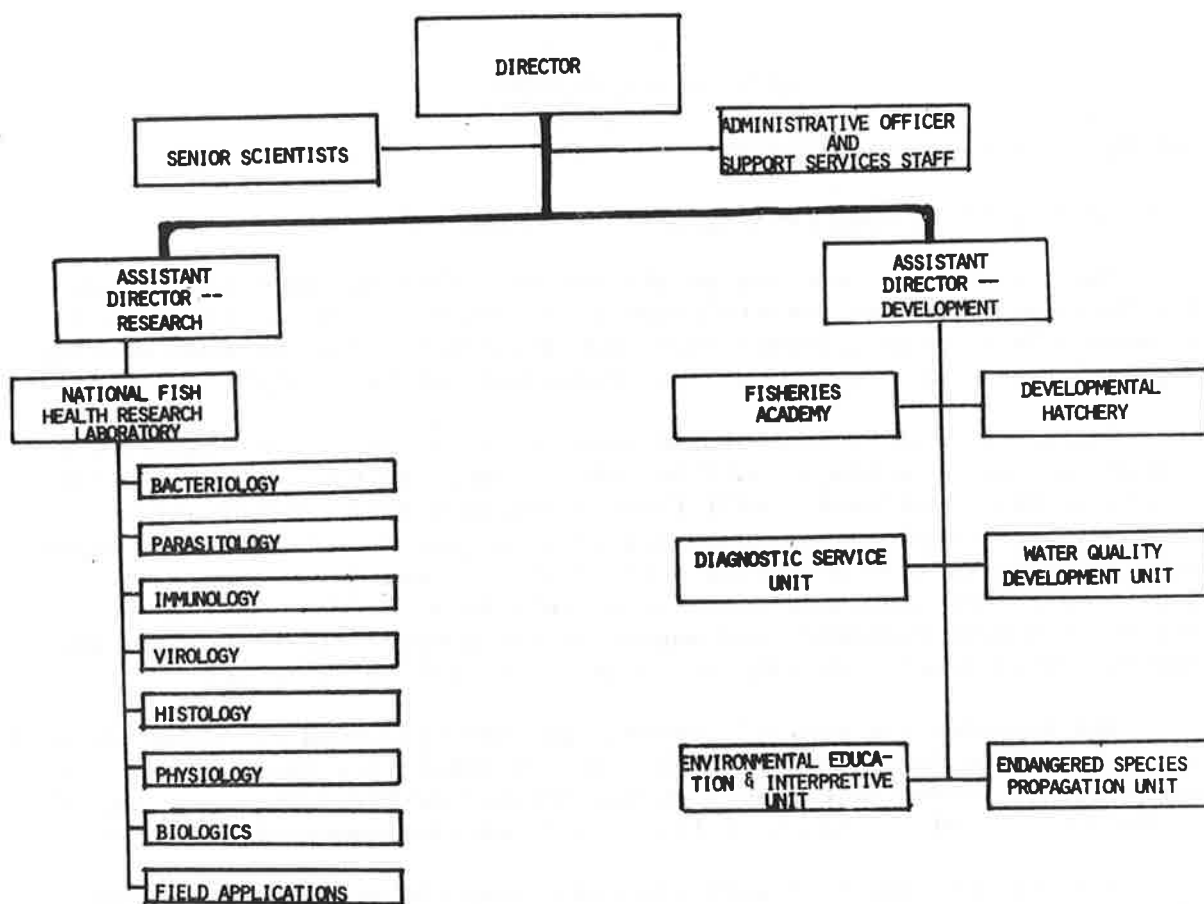 DIRECTOR
SENIOR SCIENTISTS
ADMINISTRATIVE OFFICER
AND
SUPPORT SERVICES STAFF
ASSISTANT
DIRECTOR --
RESEARCH
ASSISTANT
DIRECTOR —
DEVELOPMENT
NATIONAL FISH
HEALTH RESEARCH
LABORATORY
BACTERIOLOGY
PARASITOLOGY
IMMUNOLOGY
VIROLOGY
HISTOLOGY
PHYSIOLOGY
BIOLOGICS
FIELD APPLICATIONS
FISHERIES
ACADEMY
DEVELOPMENTAL
HATCHERY
DIAGNOSTIC SERVICE
UNIT
WATER QUALITY
DEVELOPMENT UNIT
ENVIRONMENTAL EDUCA-
TION & INTERPRETIVE
UNIT
ENDANGERED SPECIES
PROPAGATION UNIT